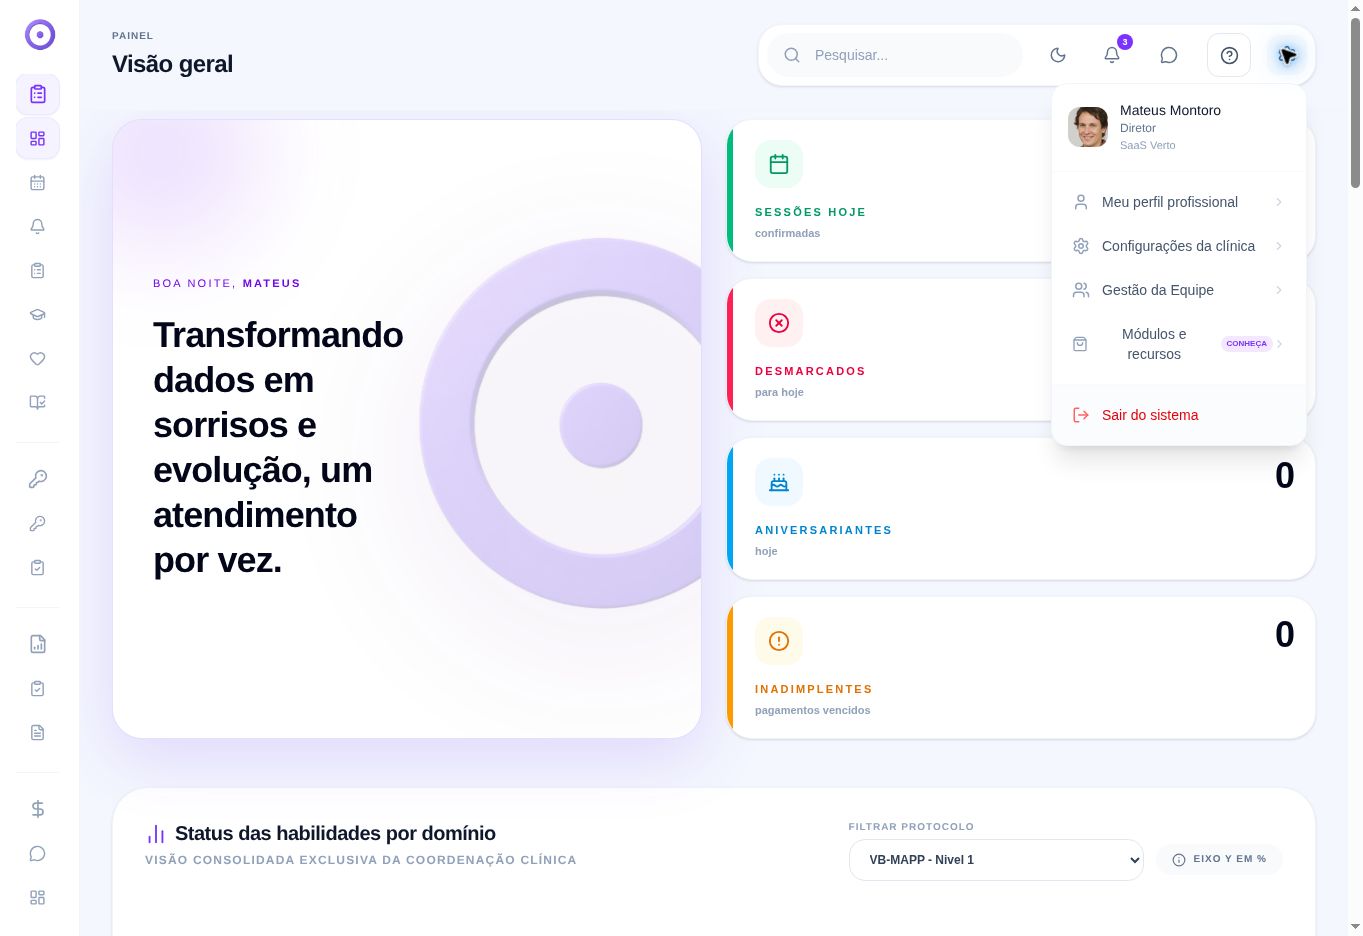 PAINEL
Visão geral
Pesquisar...
3
Mateus Montoro
Diretor
SaaS Verto
Meu perfil profissional
Configurações da clínica
Gestão da Equipe
Módulos e
recursos
CONHEÇA
Sair do sistema
BOA NOITE, MATEUS
Transformando
dados em
sorrisos e
evolução, um
atendimento
por vez.
SESSÕES HOJE
confirmadas
DESMARCADOS
para hoje
0
ANIVERSARIANTES
hoje
0
INADIMPLENTES
pagamentos vencidos
Status das habilidades por domínio
VISÃO CONSOLIDADA EXCLUSIVA DA COORDENAÇÃO CLÍNICA
FILTRAR PROTOCOLO
VB-MAPP - Nivel 1
EIXO Y EM %